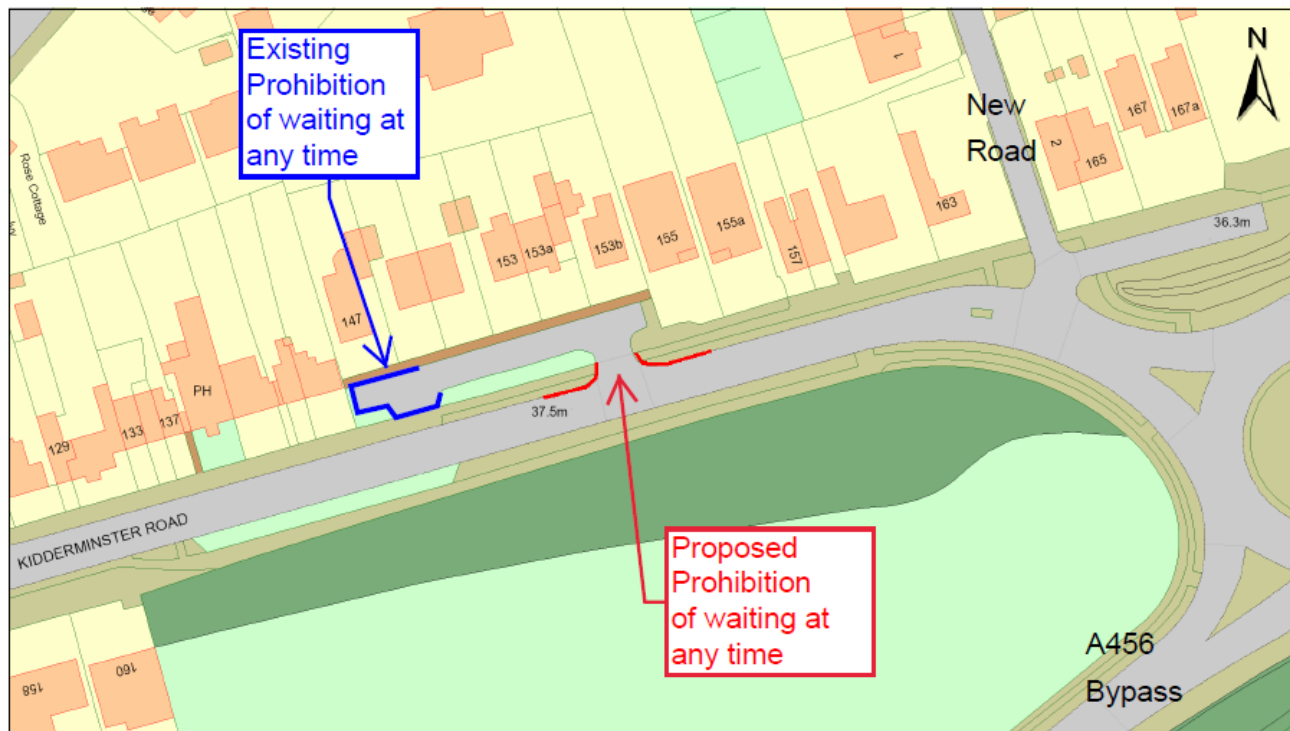 Existing
Prohibition
of waiting at
any time
N
New
Road
1
167
167a
2
165
Rose Cottage
163
36.3m
153
153a
153b
155
155a
157
147
PH
129
133
137
37.5m
KIDDERMINSTER ROAD
Proposed
Prohibition
of waiting at
any time
A456
Bypass
158
160